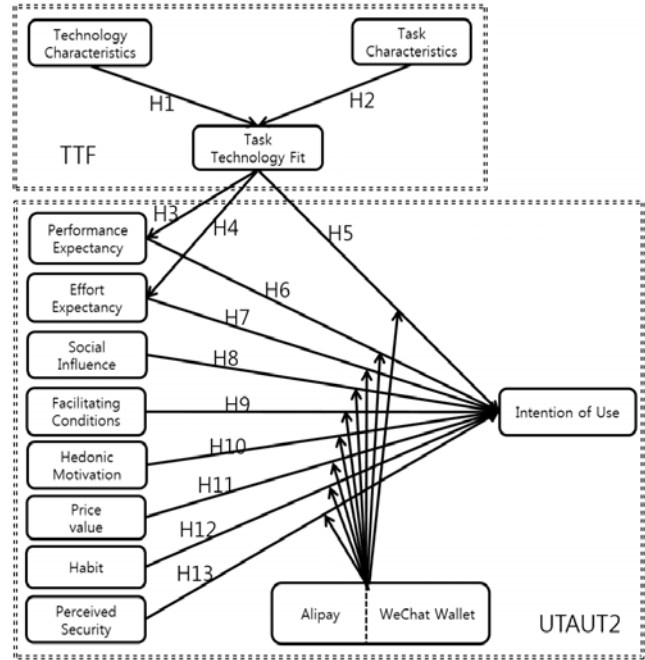 Technology
Characteristics
Task
Characteristics
H1
H2
Task
Technology Fit
TTF
H3
H4
H5
Performance
Expectancy
H6
Effort
Expectancy
H7
Social
Influence
H8
Facilitating
Conditions
H9
Intention of Use
Hedonic
Motivation
H10
Price
value
H11
Habit
H12
Perceived
Security
H13
Alipay
WeChat Wallet
UTAUT2